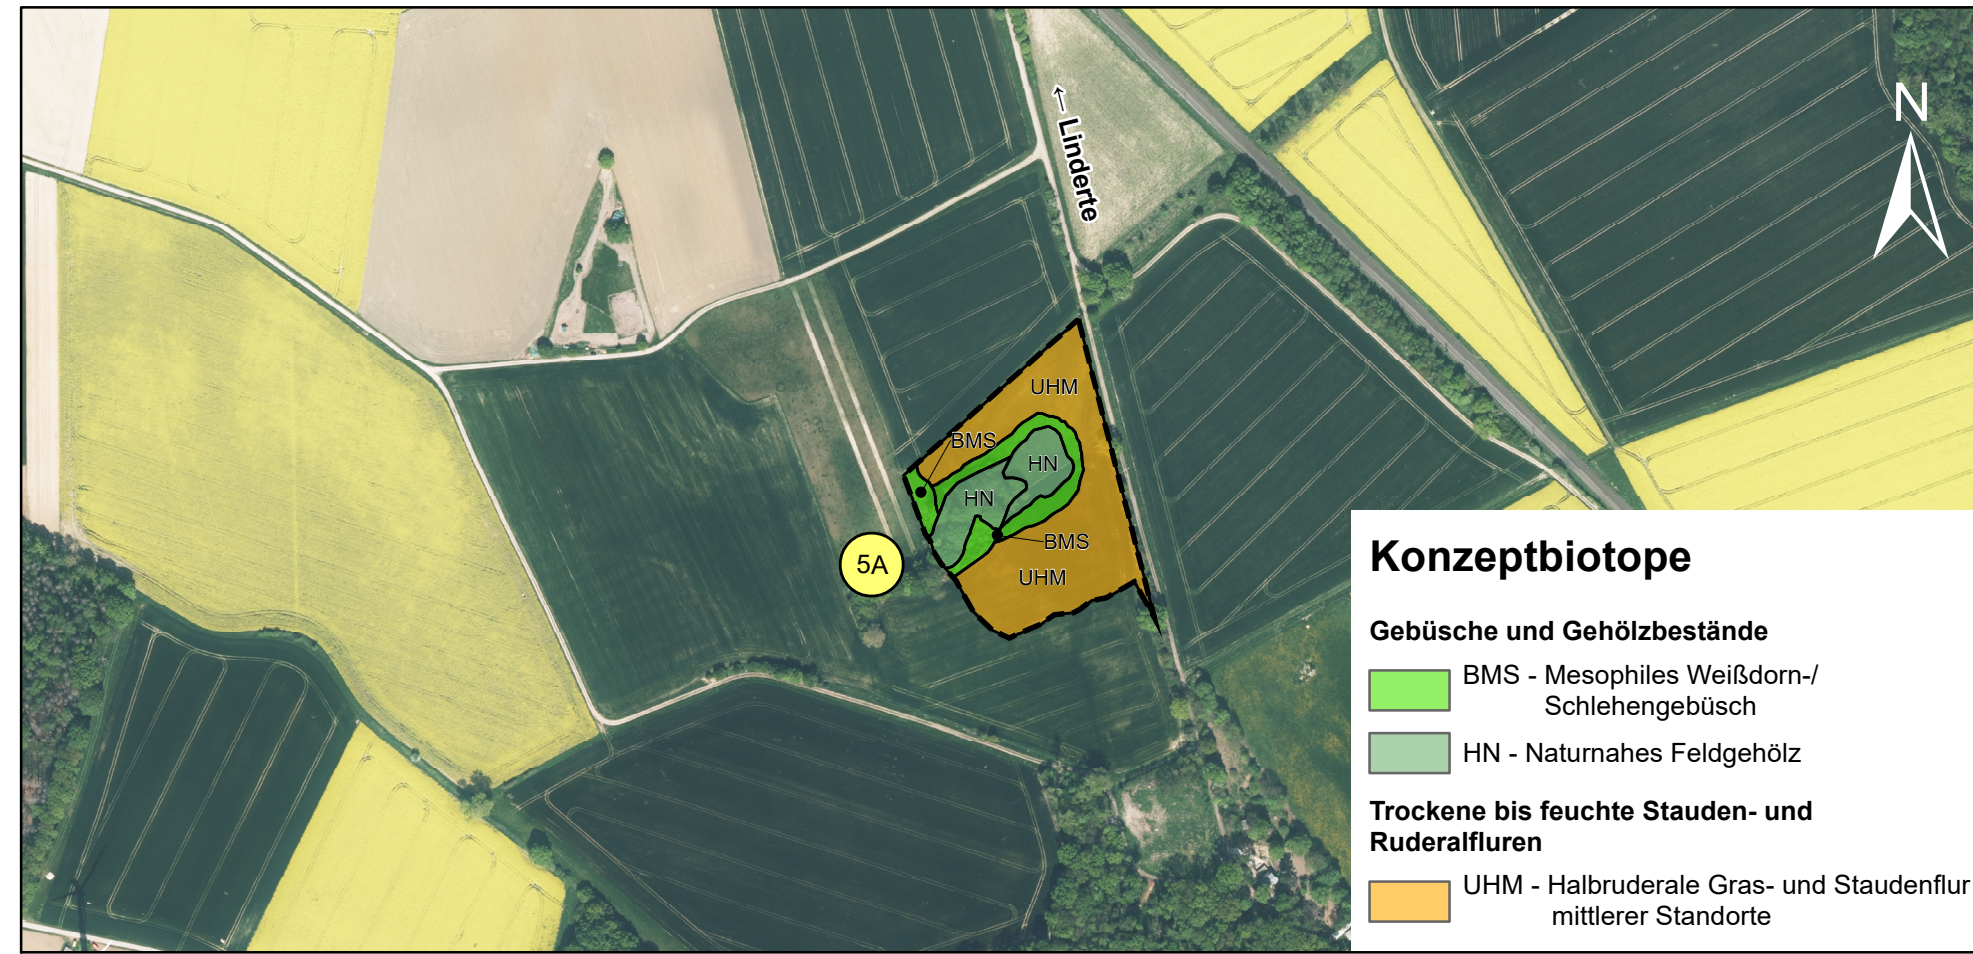 N
← Linderte
UHM
BMS
HN
HN
BMS
5A
UHM
Konzeptbiotope
Gebüsche und Gehölzbestände
BMS - Mesophiles Weißdorn-/
Schlehengebüsch
HN - Naturnahes Feldgehölz
Trockene bis feuchte Stauden- und
Ruderalfluren
UHM - Halbruderale Gras- und Staudenflur
mittlerer Standorte